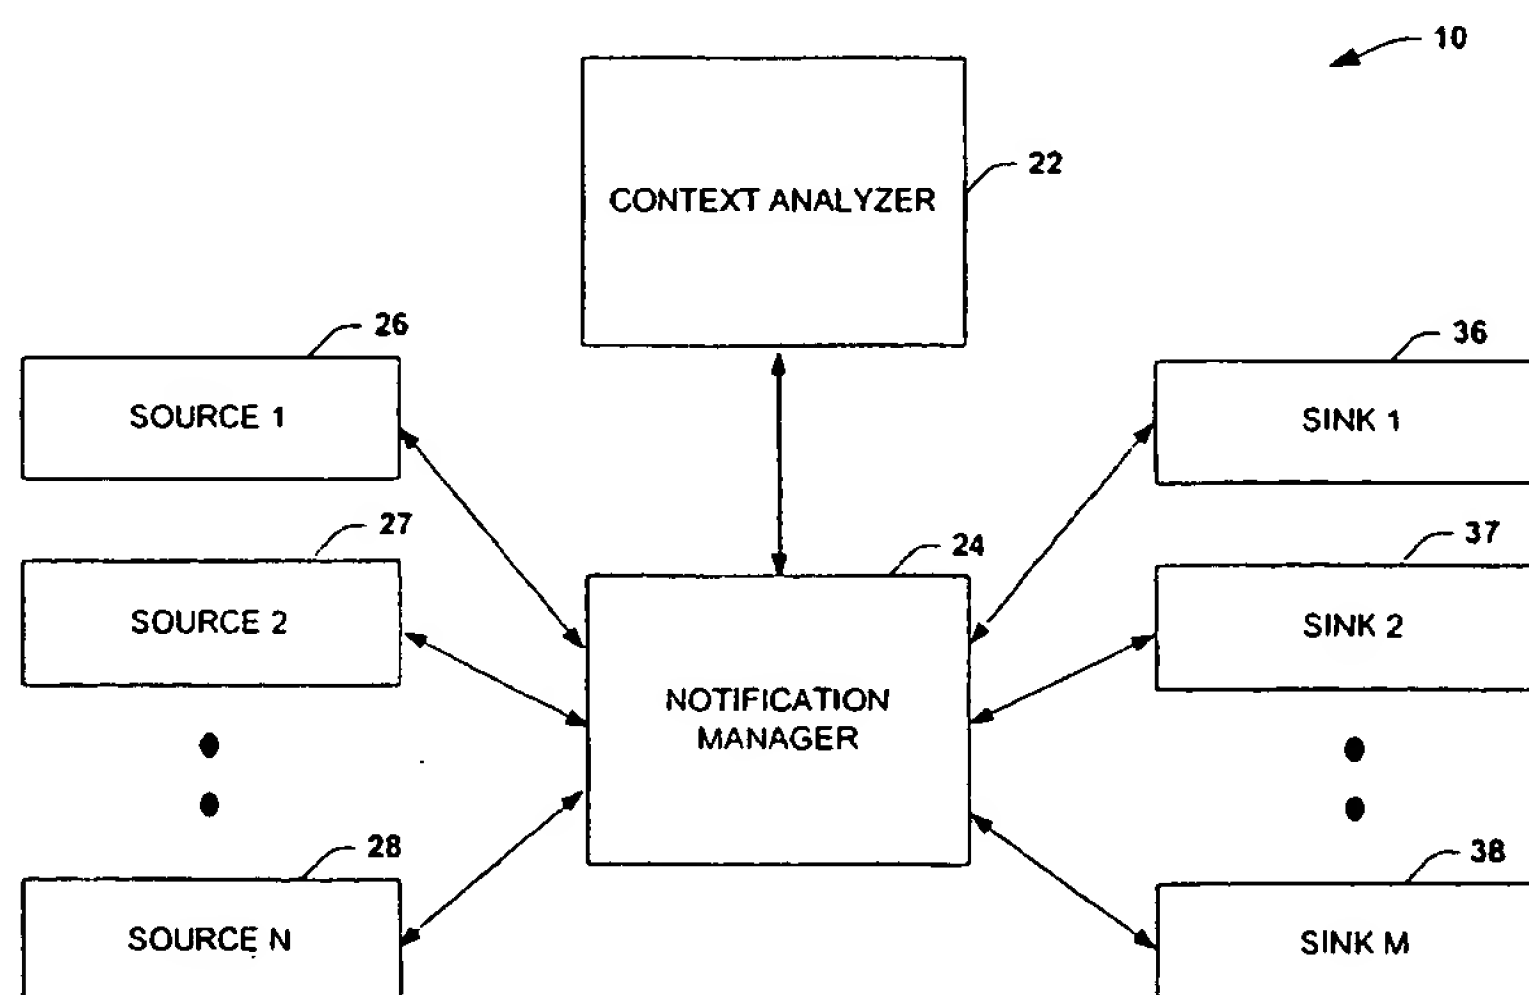 10
22
CONTEXT ANALYZER
26
SOURCE 1
36
SINK 1
27
SOURCE 2
24
37
SINK 2
NOTIFICATION
MANAGER
28
SOURCE N
38
SINK M